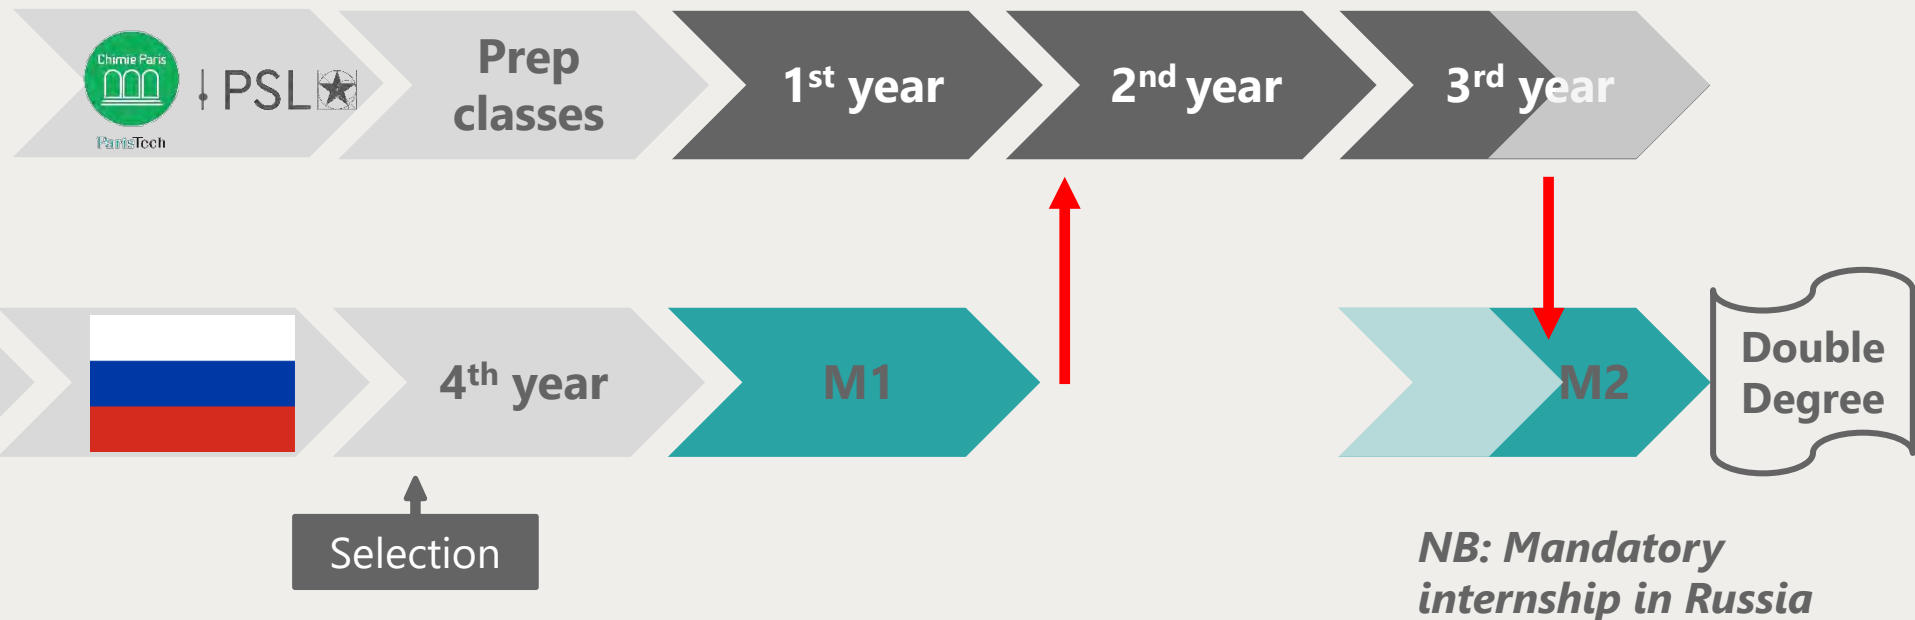 Chimie Paris
ParisTech
PSL
Prep
classes
1st year
2nd year
3rd year
4th year
M1
M2
Double
Degree
Selection
NB: Mandatory
internship in Russia